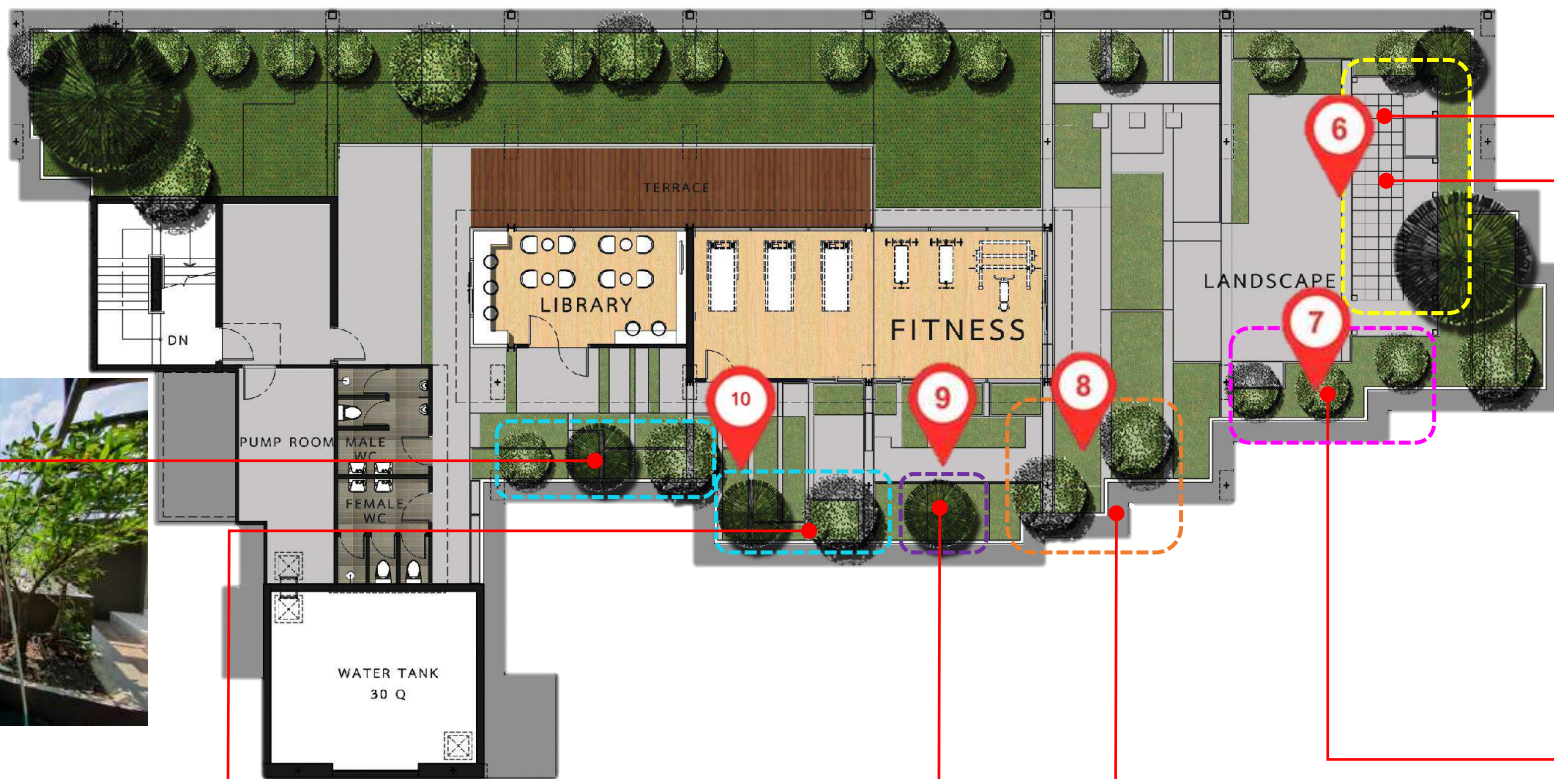 6
TERRACE
LANDSCAPE
LIBRARY
FITNESS
7
DN
8
9
10
PUMP ROOM
MALE
WC
FEMALE
WC
WATER TANK
30 Q